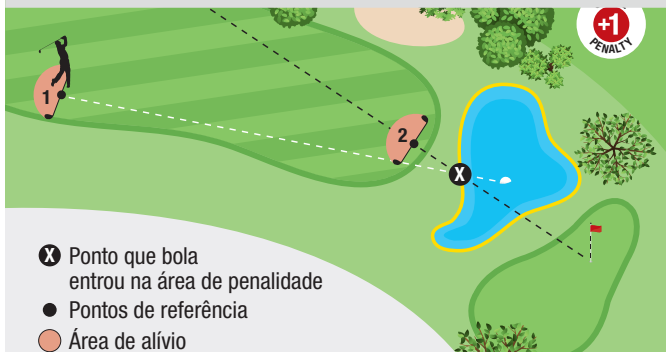 +1
PENALTY
1
2
X
X Ponto que bola
entrou na área de penalidade
Pontos de referência
Área de alívio